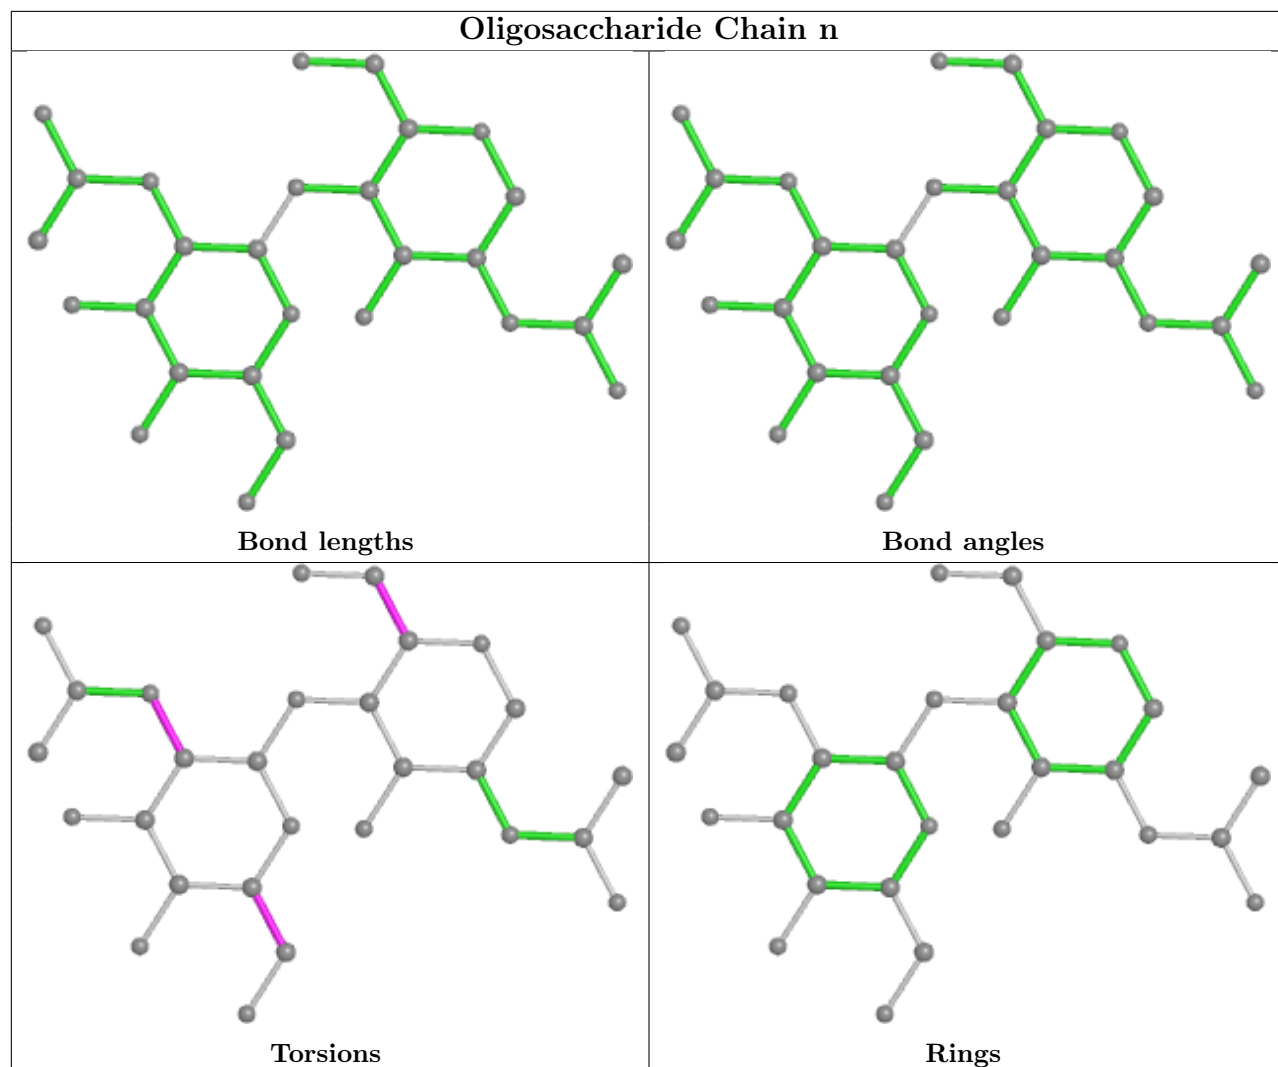 Oligosaccharide Chain n
Bond lengths
Bond angles
Torsions
Rings